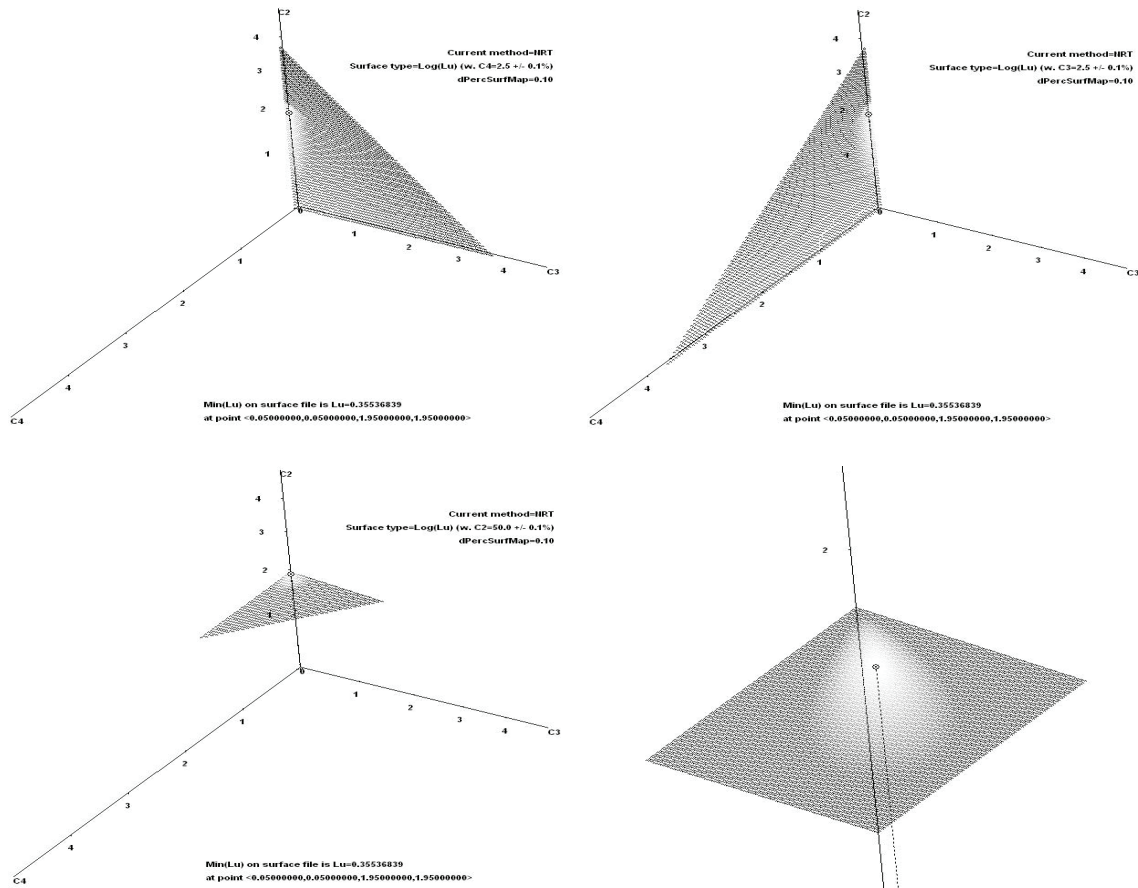 C2
4
3
2
1
0
1
2
3
4
C3
1
2
3
4
C4
Current method=NRT
Surface type=Log(Lu) (w. C4=2.5 +/- 0.1%)
dPercSurfMap=0.10
Min(Lu) on surface file is Lu=0.35536839
at point <0.05000000,0.05000000,1.95000000,1.95000000>
C2
4
3
2
1
0
1
2
3
4
C3
1
2
3
4
C4
Current method=NRT
Surface type=Log(Lu) (w. C3=2.5 +/- 0.1%)
dPercSurfMap=0.10
Min(Lu) on surface file is Lu=0.35536839
at point <0.05000000,0.05000000,1.95000000,1.95000000>
C2
4
3
2
1
0
1
2
3
4
C3
1
2
3
4
C4
Current method=NRT
Surface type=Log(Lu) (w. C2=50.0 +/- 0.1%)
dPercSurfMap=0.10
Min(Lu) on surface file is Lu=0.35536839
at point <0.05000000,0.05000000,1.95000000,1.95000000>
2